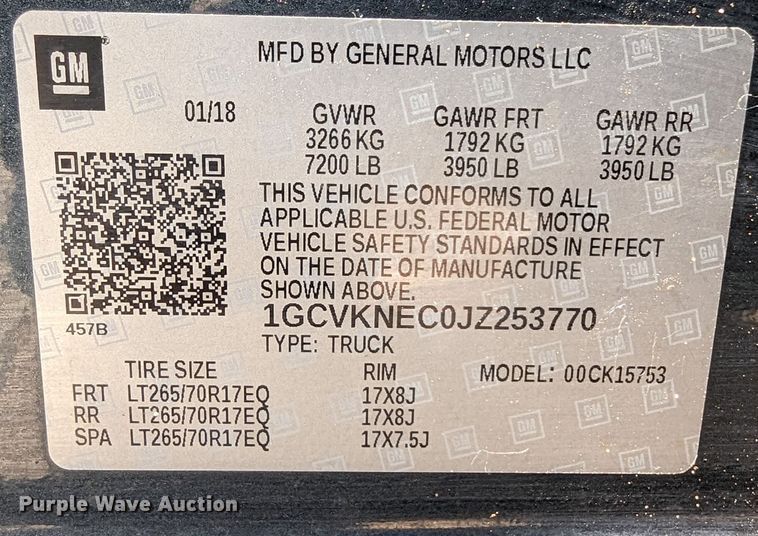 GM
MFD BY GENERAL MOTORS LLC
01/18 GVWR GAWR FRT GAWR RR
3266 KG 1792 KG 1792 KG
7200 LB 3950 LB 3950 LB
THIS VEHICLE CONFORMS TO ALL
APPLICABLE U.S. FEDERAL MOTOR
VEHICLE SAFETY STANDARDS IN EFFECT
ON THE DATE OF MANUFACTURE
SHOWN ABOVE.
457B
1GCVKNEC0JZ253770
TYPE: TRUCK
TIRE SIZE RIM MODEL: 00CK15753
FRT LT265/70R17EQ 17X8J
RR LT265/70R17EQ 17X8J
SPA LT265/70R17EQ 17X7.5J
Purple Wave Auction